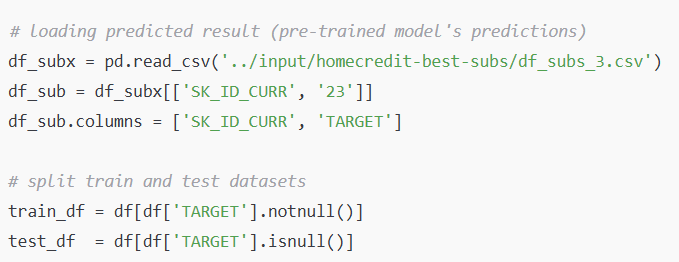 # loading predicted result (pre-trained model's predictions)
df_subx = pd.read_csv('../input/homecredit-best-subs/df_subs_3.csv')
df_sub = df_subx[['SK_ID_CURR', '23']]
df_sub.columns = ['SK_ID_CURR', 'TARGET']
# split train and test datasets
train_df = df[df['TARGET'].notnull()]
test_df  = df[df['TARGET'].isnull()]